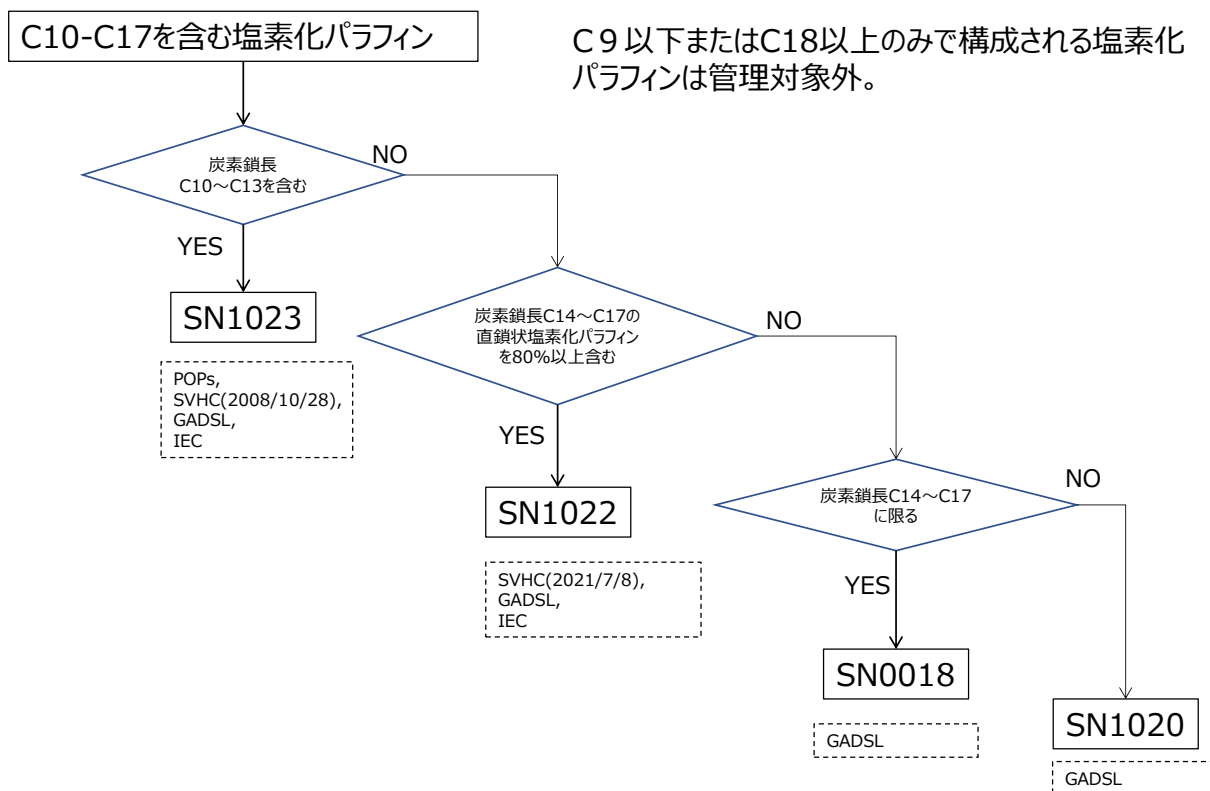 C10-C17を含む塩素化パラフィン
C９以下またはC18以上のみで構成される塩素化
パラフィンは管理対象外。
炭素鎖長
C10～C13を含む
NO
YES
SN1023
POPs,
SVHC(2008/10/28),
GADSL,
IEC
炭素鎖長C14～C17の
直鎖状塩素化パラフィン
を80%以上含む
NO
YES
SN1022
SVHC(2021/7/8),
GADSL,
IEC
炭素鎖長C14～C17
に限る
NO
YES
SN0018
GADSL
SN1020
GADSL